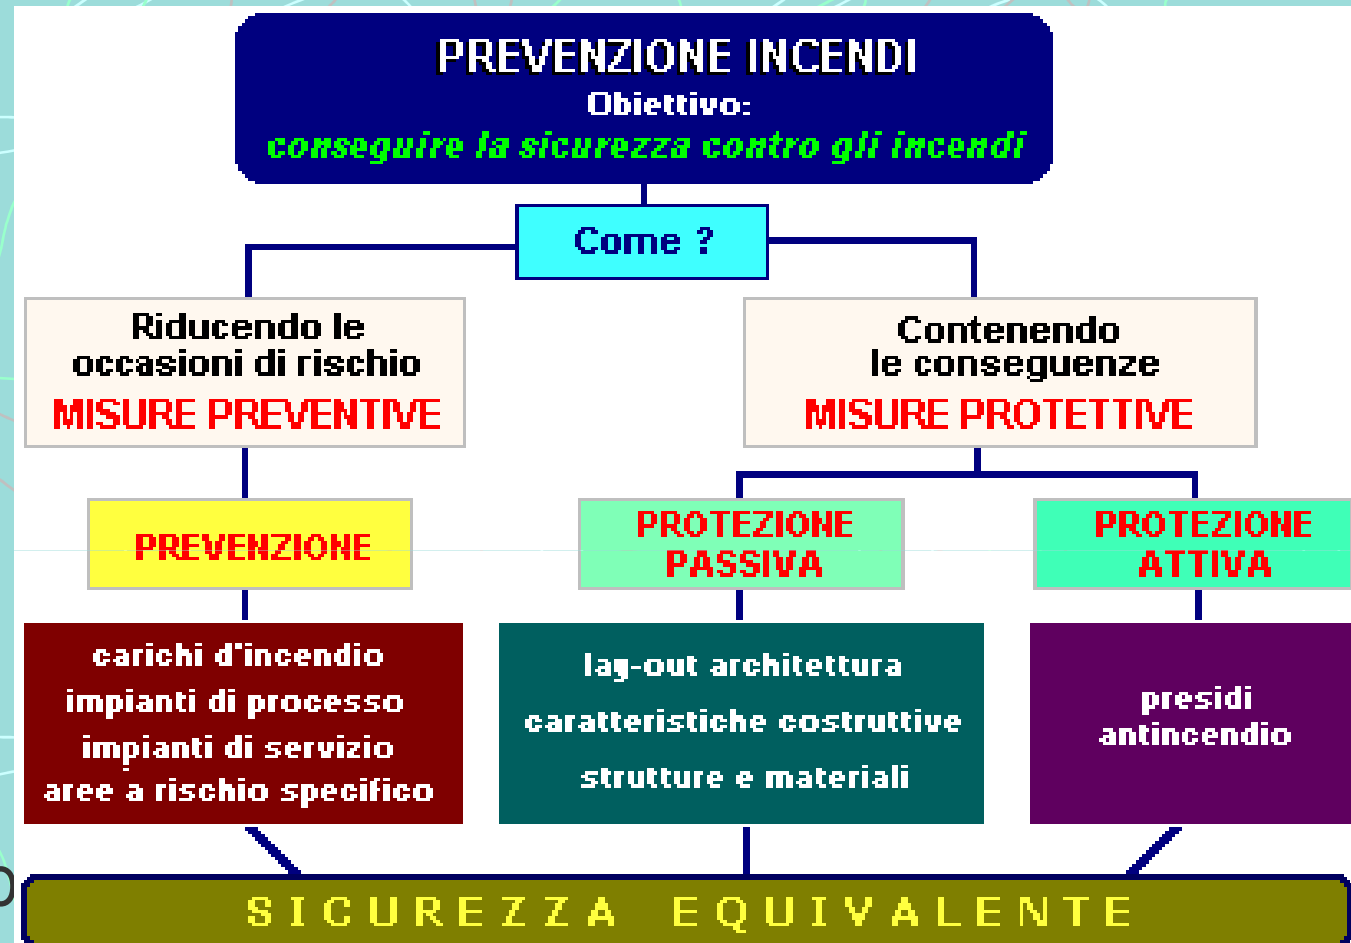 PREVENZIONE INCENDI
Obiettivo:
conseguire la sicurezza contro gli incendi
Come ?
Riducendo le
occasioni di rischio
MISURE PREVENTIVE
Contenendo
le conseguenze
MISURE PROTETTIVE
PREVENZIONE
PROTEZIONE
PASSIVA
PROTEZIONE
ATTIVA
carichi d'incendio
impianti di processo
impianti di servizio
aree a rischio specifico
lay-out architettura
caratteristiche costruttive
strutture e materiali
presidi
antincendio
SICUREZZA EQUIVALENTE